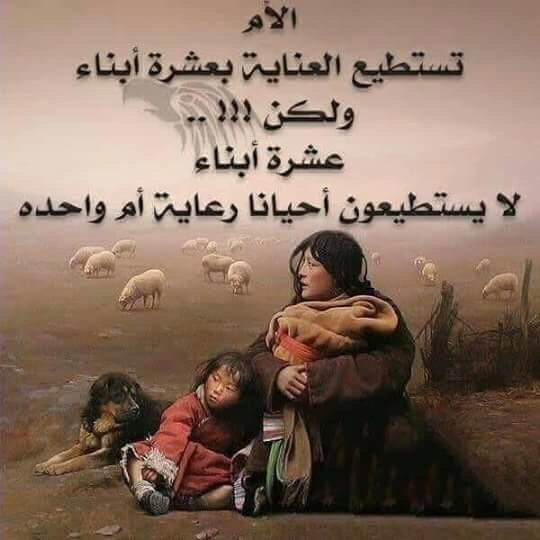 الأم
تستطيع العناية بعشرة أبناء
ولكن !!! ..
عشرة أبناء
لا يستطيعون أحيانا رعاية أم واحده